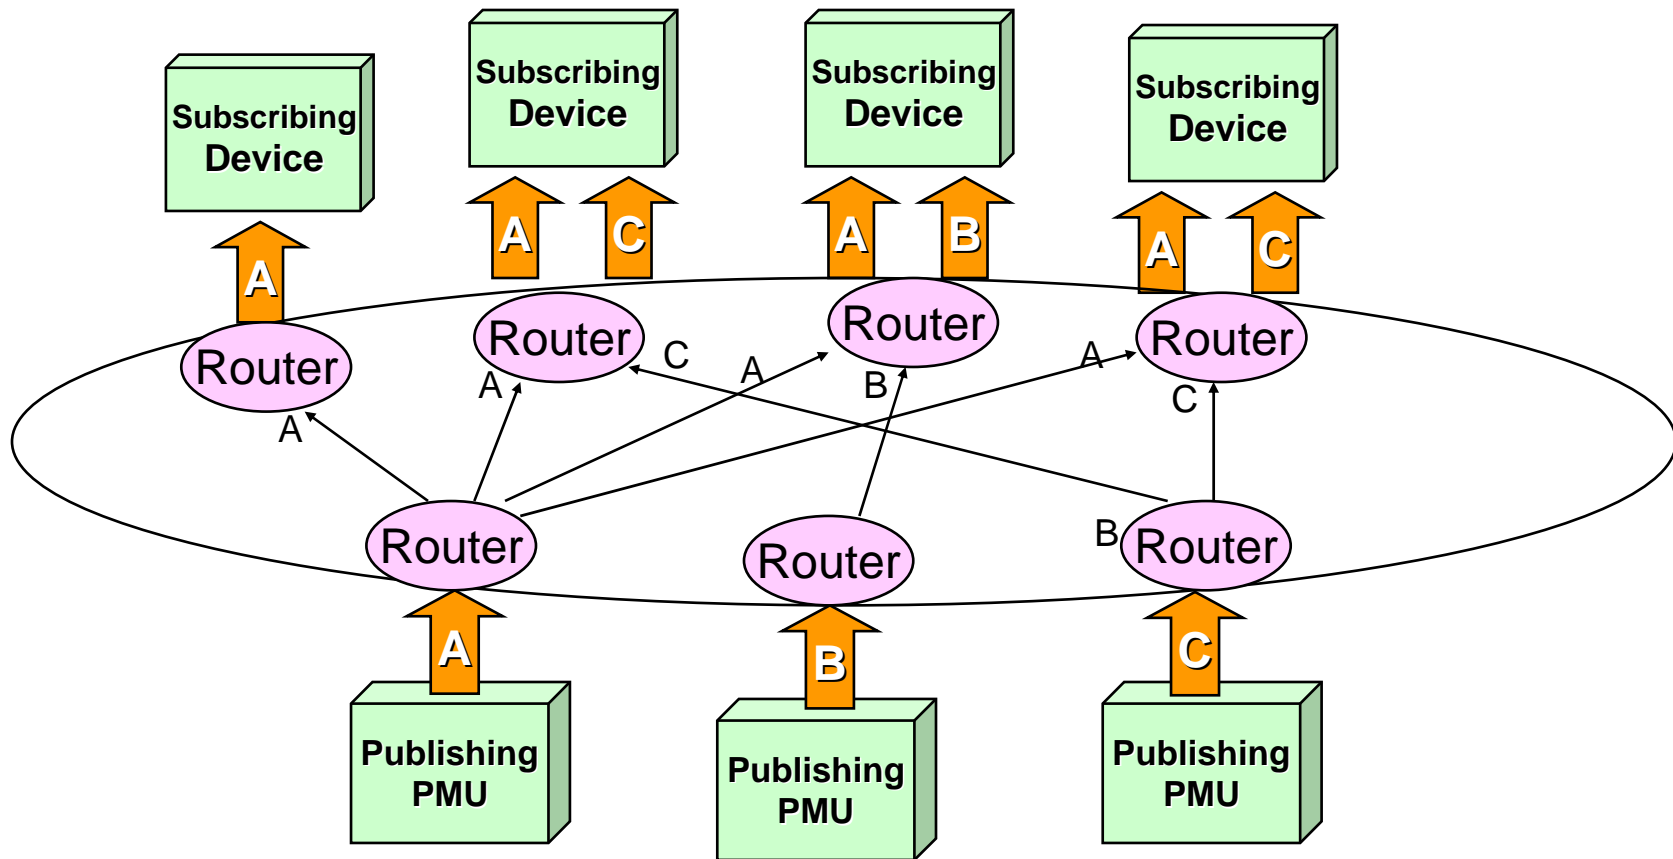 Subscribing
Device
Subscribing
Device
Subscribing
Device
Subscribing
Device
A
A
C
A
B
A
C
Router
Router
Router
Router
A
A
C
A
B
A
C
Router
Router
B
Router
A
B
C
Publishing
PMU
Publishing
PMU
Publishing
PMU